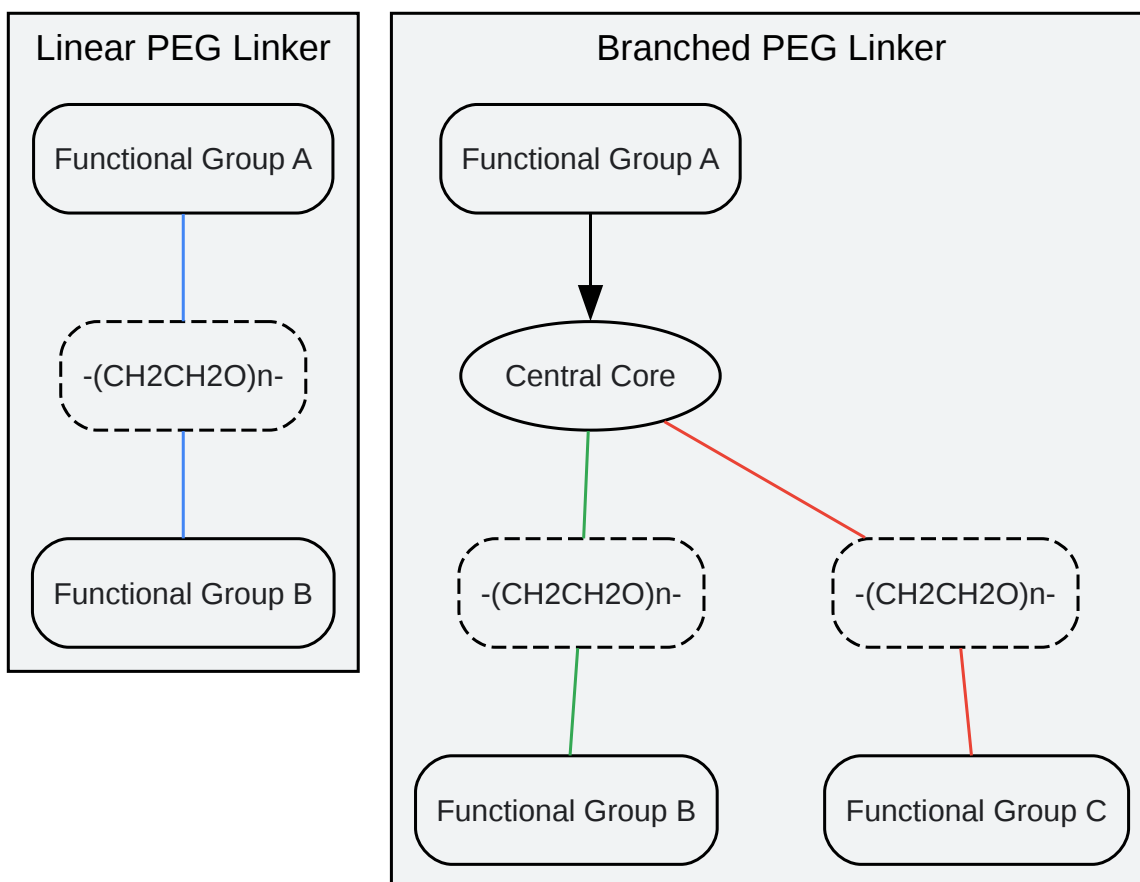 Linear PEG Linker
Functional Group A
-(CH2CH2O)n-
Functional Group B
Branched PEG Linker
Functional Group A
Central Core
-(CH2CH2O)n-
-(CH2CH2O)n-
Functional Group B
Functional Group C